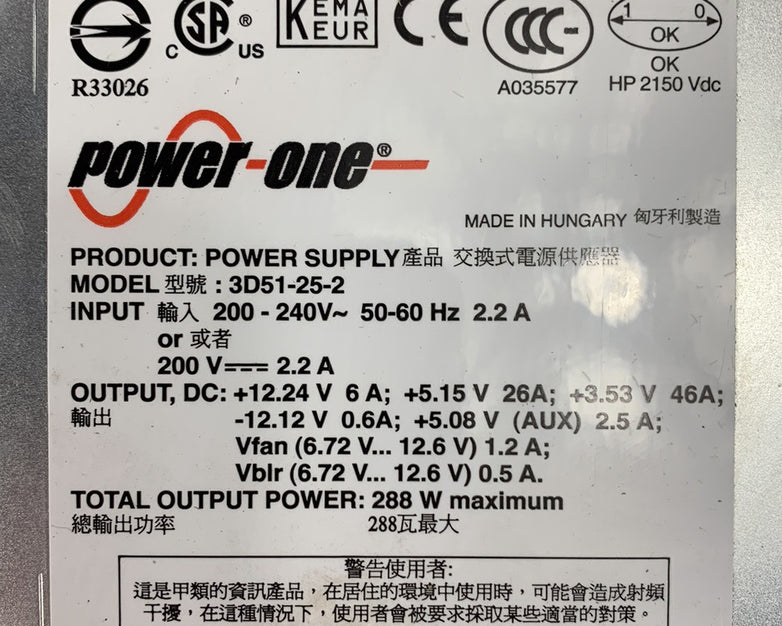 R33026
C SA ® US
KEMA
KEUR
CE
CCC
A035577
1 0
OK
OK
HP 2150 Vdc
power-one®
MADE IN HUNGARY 匈牙利製造
PRODUCT: POWER SUPPLY 產品 交換式電源供應器
MODEL 型號 : 3D51-25-2
INPUT 輸入 200 - 240V~ 50-60 Hz 2.2 A
or 或者
200 V=== 2.2 A
OUTPUT, DC: +12.24 V 6 A; +5.15 V 26A; +3.53 V 46A;
輸出 -12.12 V 0.6A; +5.08 V (AUX) 2.5 A;
Vfan (6.72 V... 12.6 V) 1.2 A;
Vblr (6.72 V... 12.6 V) 0.5 A.
TOTAL OUTPUT POWER: 288 W maximum
總輸出功率 288瓦最大
警告使用者:
這是甲類的資訊產品，在居住的環境中使用時，可能會造成射頻
干擾，在這種情況下，使用者會被要求採取某些適當的對策。